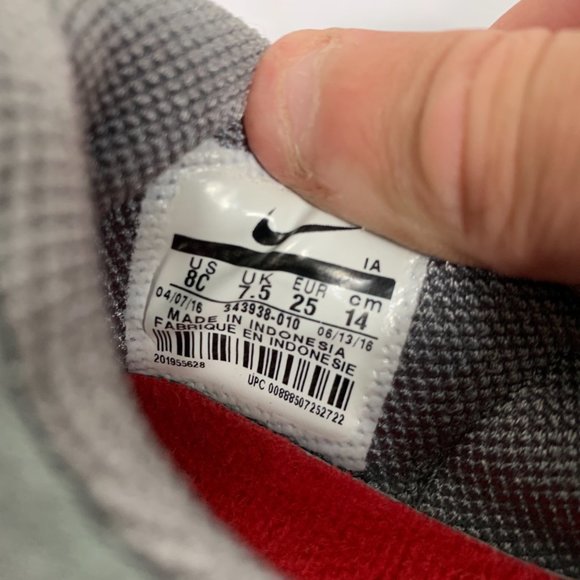 IA
US UK EUR cm
8C 7.5 25 14
04/07/16 343938-010 06/13/16
MADE IN INDONESIA
FABRIQUE EN INDONESIE
201955628
UPC 00888507252722